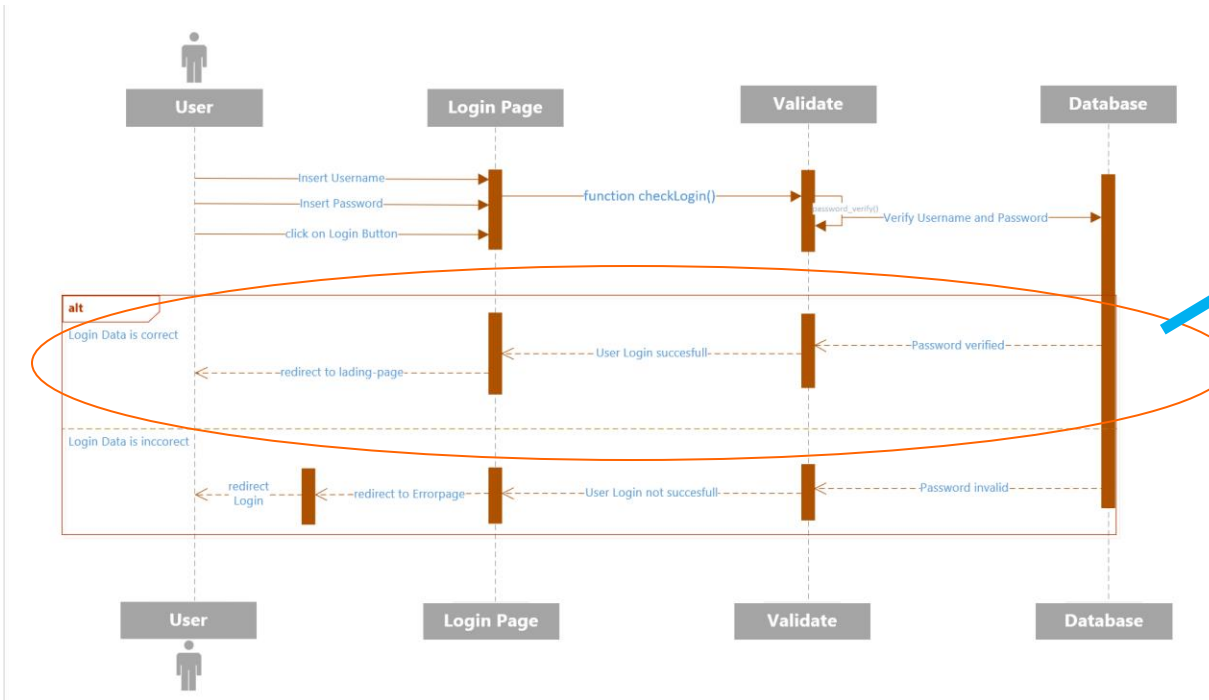 User
Login Page
Validate
Database
Insert Username
Insert Password
click on Login Button
function checkLogin()
password_verify()
Verify Username and Password
alt
Login Data is correct
Password verified
User Login succesfull
redirect to lading-page
Login Data is inccorect
Password invalid
User Login not succesfull
redirect to Errorpage
redirect
Login
User
Login Page
Validate
Database